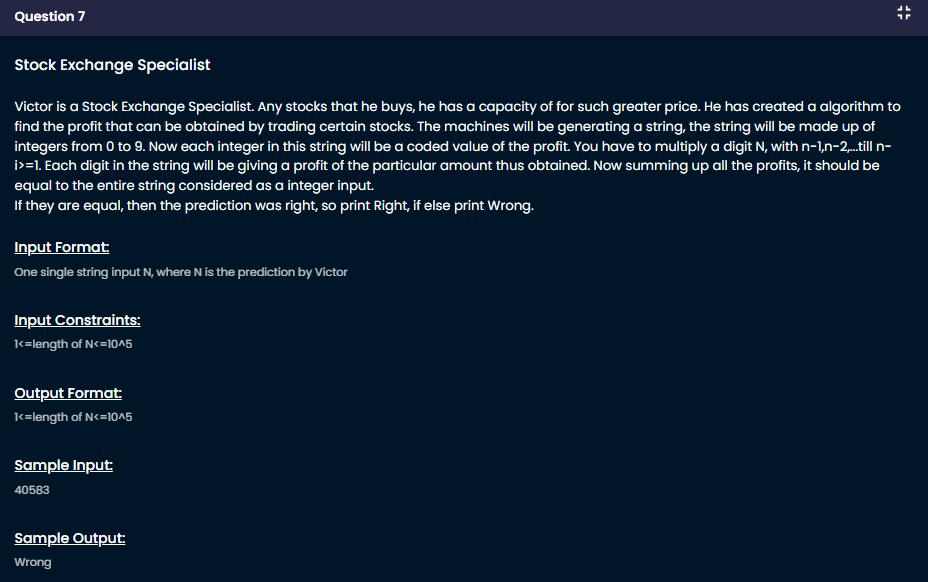 Question 7
Stock Exchange Specialist
Victor is a Stock Exchange Specialist. Any stocks that he buys, he has a capacity of for such greater price. He has created a algorithm to
find the profit that can be obtained by trading certain stocks. The machines will be generating a string, the string will be made up of
integers from 0 to 9. Now each integer in this string will be a coded value of the profit. You have to multiply a digit N, with n-1,n-2,...till n-
i>=1. Each digit in the string will be giving a profit of the particular amount thus obtained. Now summing up all the profits, it should be
equal to the entire string considered as a integer input.
If they are equal, then the prediction was right, so print Right, if else print Wrong.
Input Format:
One single string input N, where N is the prediction by Victor
Input Constraints:
1<=length of N<=10^5
Output Format:
1<=length of N<=10^5
Sample Input:
40583
Sample Output:
Wrong